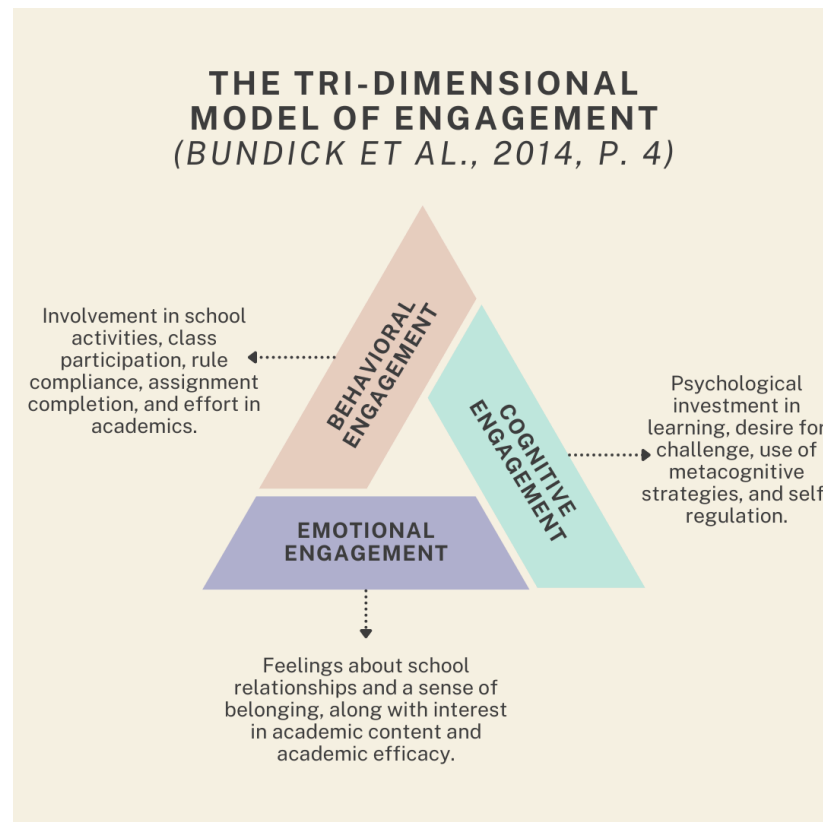 THE TRI-DIMENSIONAL
MODEL OF ENGAGEMENT
(BUNDICK ET AL., 2014, P. 4)
Involvement in school
activities, class
participation, rule
compliance, assignment
completion, and effort in
academics.
BEHAVIORAL
ENGAGEMENT
COGNITIVE
ENGAGEMENT
Psychological
investment in
learning, desire for
challenge, use of
metacognitive
strategies, and self
regulation.
EMOTIONAL
ENGAGEMENT
Feelings about school
relationships and a sense of
belonging, along with interest
in academic content and
academic efficacy.